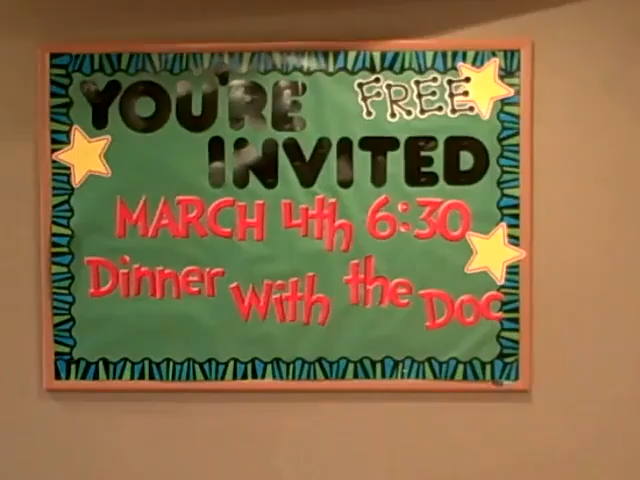 YOU'RE FREE
INVITED
MARCH 4th 6:30
Dinner With the Doc